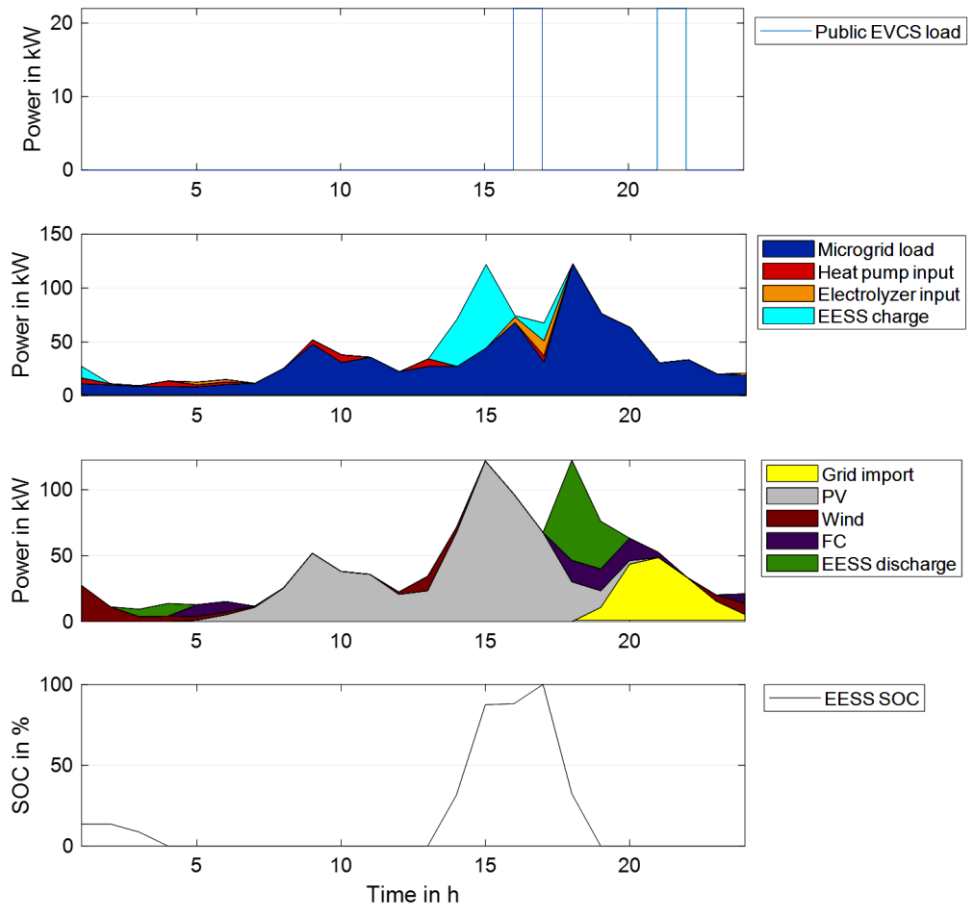 Power in kW
20
10
0
5
10
15
20
Public EVCS load
Power in kW
150
100
50
0
5
10
15
20
Microgrid load
Heat pump input
Electrolyzer input
EESS charge
Power in kW
100
50
0
5
10
15
20
Grid import
PV
Wind
FC
EESS discharge
SOC in %
100
50
0
5
10
15
20
Time in h
EESS SOC